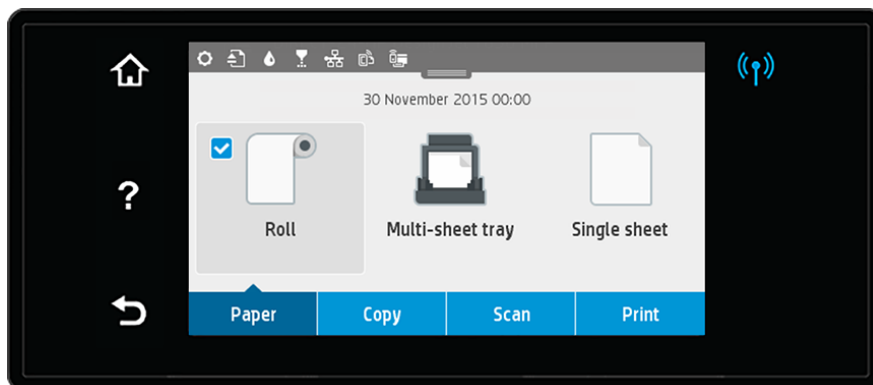 30 November 2015 00:00
Roll Multi-sheet tray Single sheet
Paper Copy Scan Print